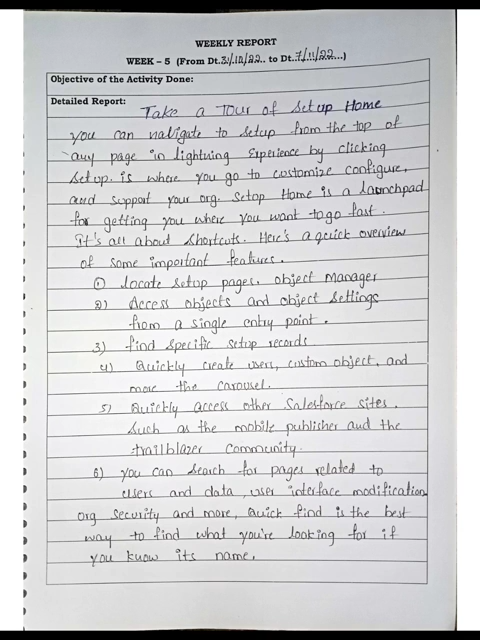 WEEKLY REPORT
WEEK – 5 (From Dt.31/10/22.. to Dt..7/11/22...)
Objective of the Activity Done:
Detailed Report: Take a Tour of Setup Home
you can navigate to setup from the top of
any page in lightning Experience by clicking
Setup. is where you go to customize configure,
and support your org. Setup Home is a launchpad
for getting you where you want to go fast.
It's all about shortcuts. Here's a quick overview
of some important features.
① locate setup pages, object Manager
2) Access objects and object settings
from a single entry point.
3) find specific setup records
4) Quickly create users, custom object, and
more the carousel.
5) Quickly access other Salesforce sites.
Such as the mobile publisher and the
trailblazer community.
6) you can search for pages related to
users and data, user interface modification
org security and more, Quick find is the best
way to find what you're looking for if
you know its name.